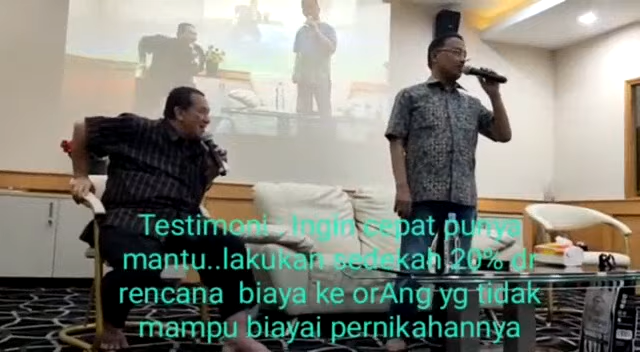 Testimoni : Ingin cepat punya
mantu..lakukan sedekah 20% dr
rencana biaya ke orAng yg tidak
mampu biayai pernikahannya